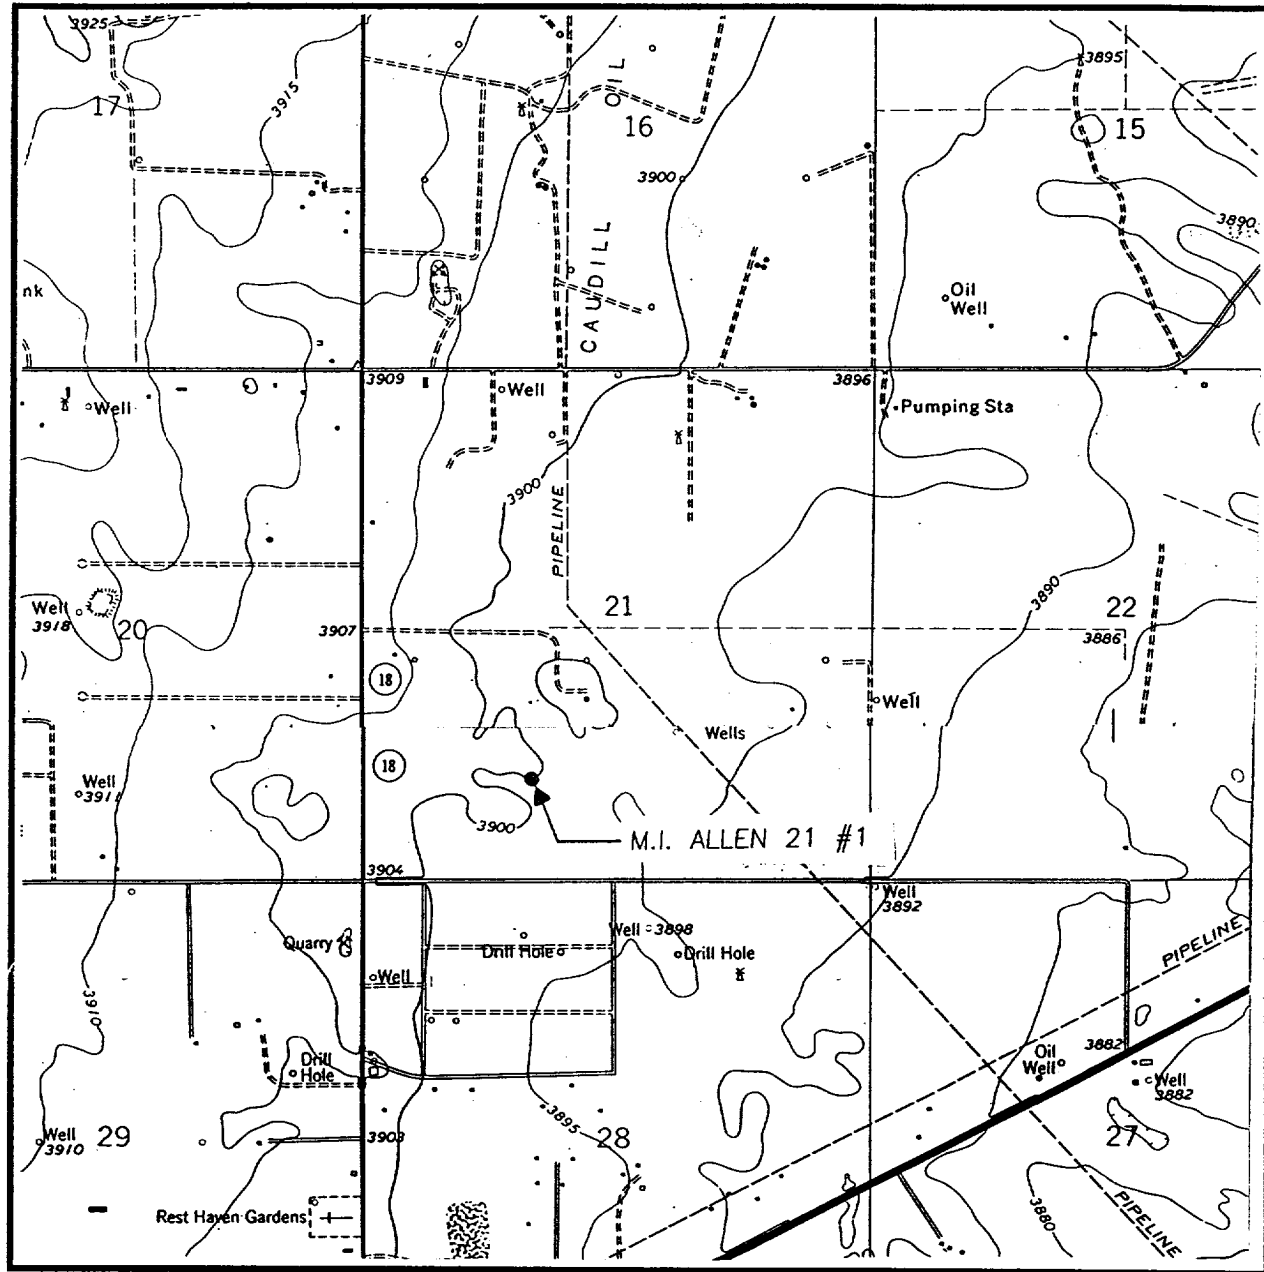 3925
3895
17
3915
OIL
16
15
3900
3890
nk
CAUDILL
Oil
Well
3909
Well
3896
Well
Pumping Sta
3900
PIPELINE
3890
Well
3918
20
21
22
3907
3886
18
Well
Wells
18
Well
3911
3900
M.I. ALLEN 21 #1
3904
Well
3892
Quarry
Drill Hole
Well
3898
Drill Hole
Well
PIPELINE
3910
Drill
Hole
Oil
Well
3882
Well
3882
3895
Well
3910
29
3903
28
27
Rest Haven Gardens
3880
PIPELINE